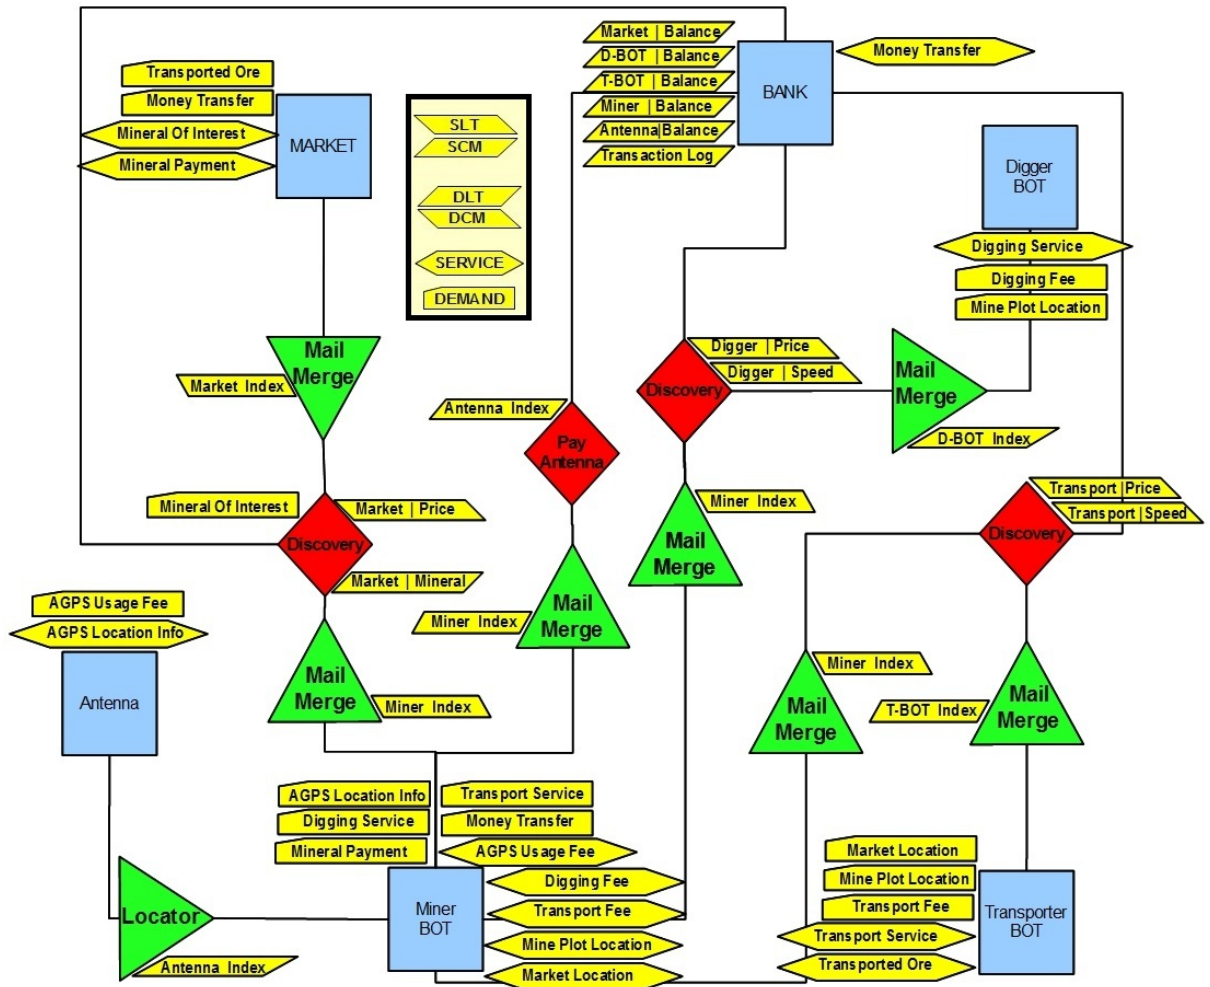 Market | Balance
D-BOT | Balance
T-BOT | Balance
Miner | Balance
Antenna|Balance
Transaction Log
BANK
Money Transfer
Transported Ore
Money Transfer
Mineral Of Interest
Mineral Payment
MARKET
SLT
SCM
DLT
DCM
SERVICE
DEMAND
Digger
BOT
Digging Service
Digging Fee
Mine Plot Location
Mail
Merge
Market Index
Antenna Index
Pay
Antenna
Digger | Price
Digger | Speed
Discovery
Mail
Merge
D-BOT Index
Mineral Of Interest
Market | Price
Discovery
Market | Mineral
Miner Index
Mail
Merge
Transport |Price
Transport |Speed
Discovery
AGPS Usage Fee
AGPS Location Info
Antenna
Mail
Merge
Miner Index
Miner Index
Mail
Merge
Miner Index
Mail
Merge
T-BOT Index
Mail
Merge
AGPS Location Info
Digging Service
Mineral Payment
Transport Service
Money Transfer
AGPS Usage Fee
Digging Fee
Transport Fee
Mine Plot Location
Market Location
Miner
BOT
Locator
Antenna Index
Market Location
Mine Plot Location
Transport Fee
Transport Service
Transported Ore
Transporter
BOT